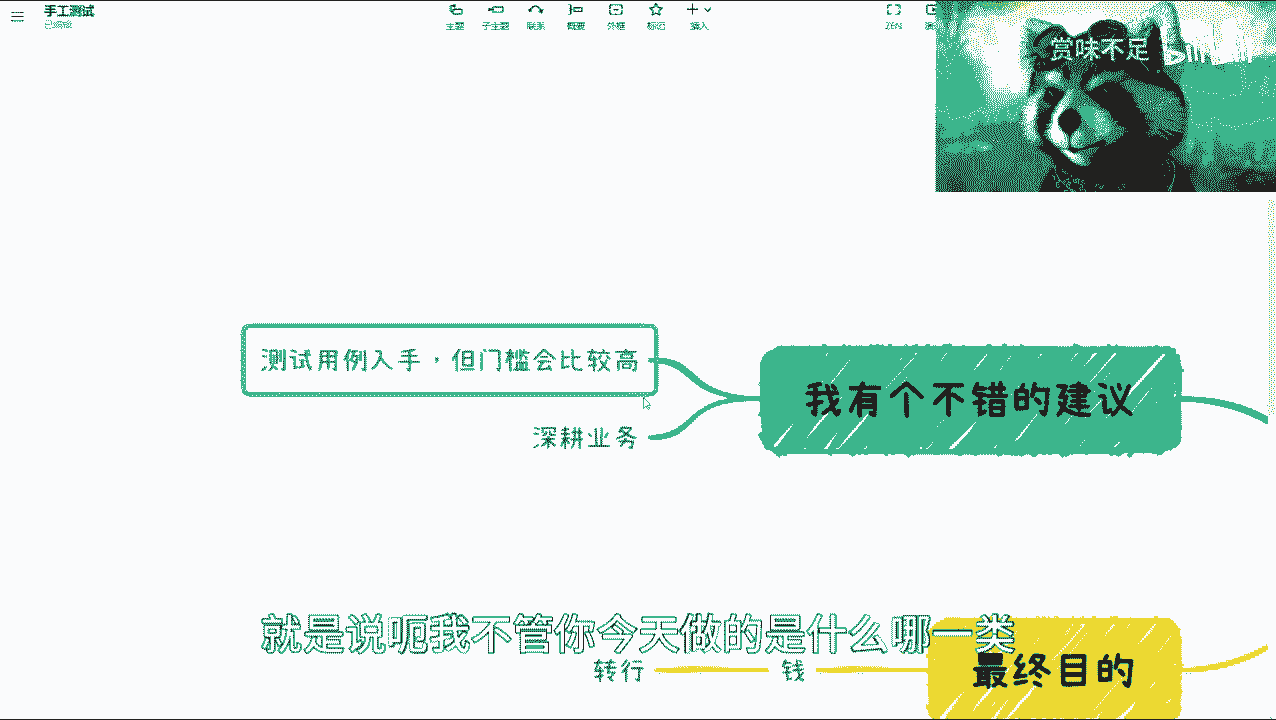 手工测试
已编辑
主题 子主题 联系 概要 外框 标记 插入
26%
赏味不足 bilibili
测试用例入手，但门槛会比较高
我有个不错的建议
深耕业务
就是说呃我不管你今天做的是什么哪一类
转行 钱 最终目的